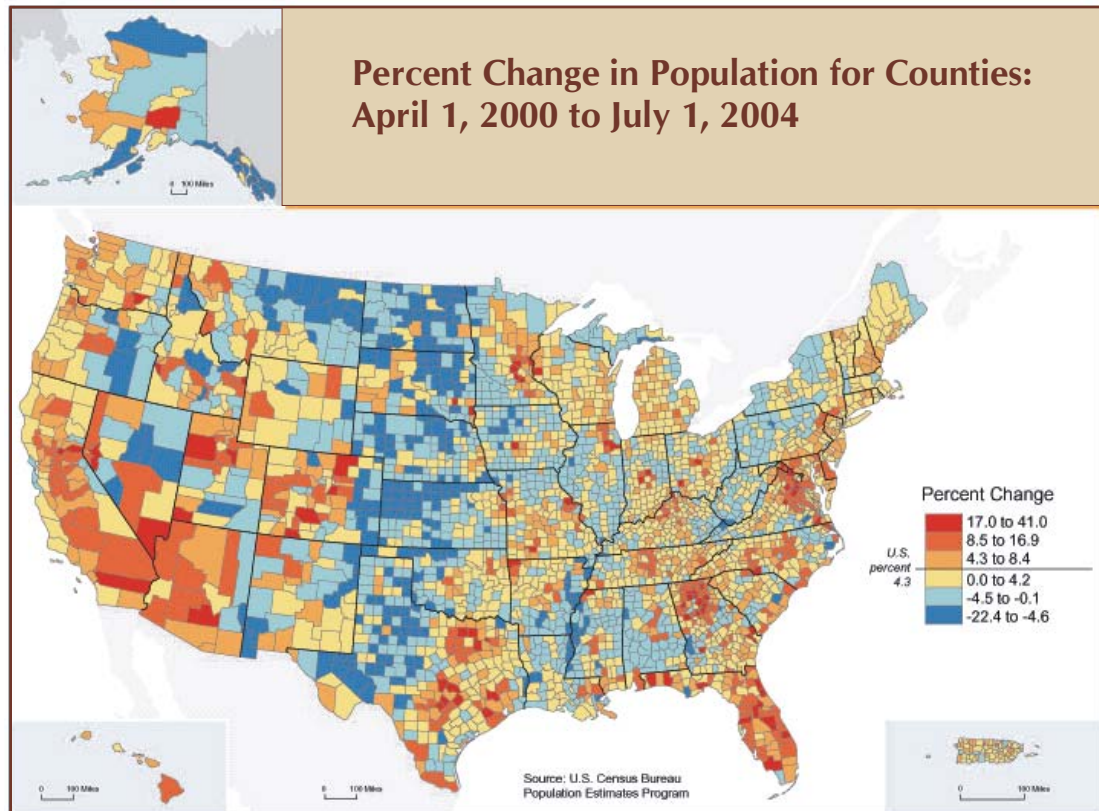 Percent Change in Population for Counties:
April 1, 2000 to July 1, 2004
0 100 Miles
Percent Change
17.0 to 41.0
8.5 to 16.9
4.3 to 8.4
U.S.
percent
4.3
0.0 to 4.2
-4.5 to -0.1
-22.4 to -4.6
0 100 Miles
0 100 Miles
Source: U.S. Census Bureau
Population Estimates Program
0 100 Miles